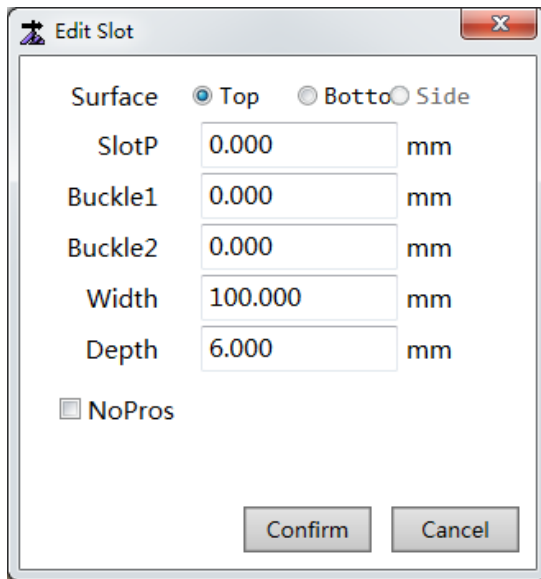 Edit Slot
Surface Top Botto Side
SlotP 0.000 mm
Buckle1 0.000 mm
Buckle2 0.000 mm
Width 100.000 mm
Depth 6.000 mm
NoPros
Confirm Cancel